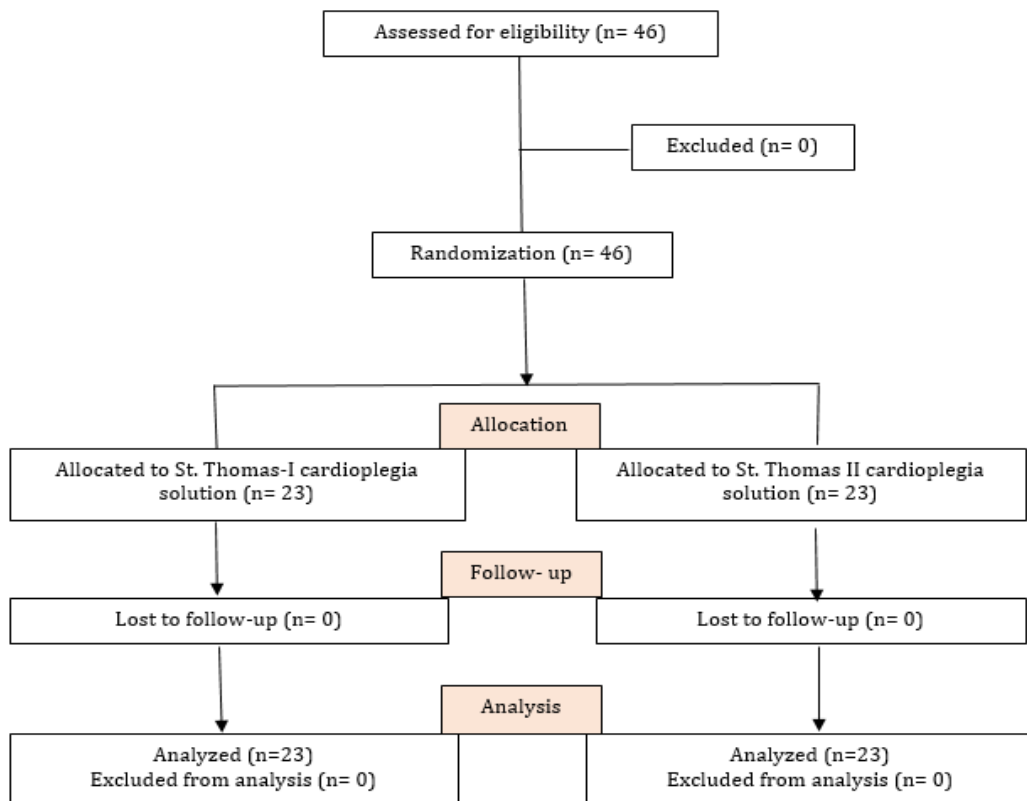 Assessed for eligibility (n= 46)
Excluded (n= 0)
Randomization (n= 46)
Allocation
Allocated to St. Thomas-I cardioplegia
solution (n= 23)
Allocated to St. Thomas II cardioplegia
solution (n= 23)
Follow- up
Lost to follow-up (n= 0)
Lost to follow-up (n= 0)
Analysis
Analyzed (n=23)
Excluded from analysis (n= 0)
Analyzed (n=23)
Excluded from analysis (n= 0)